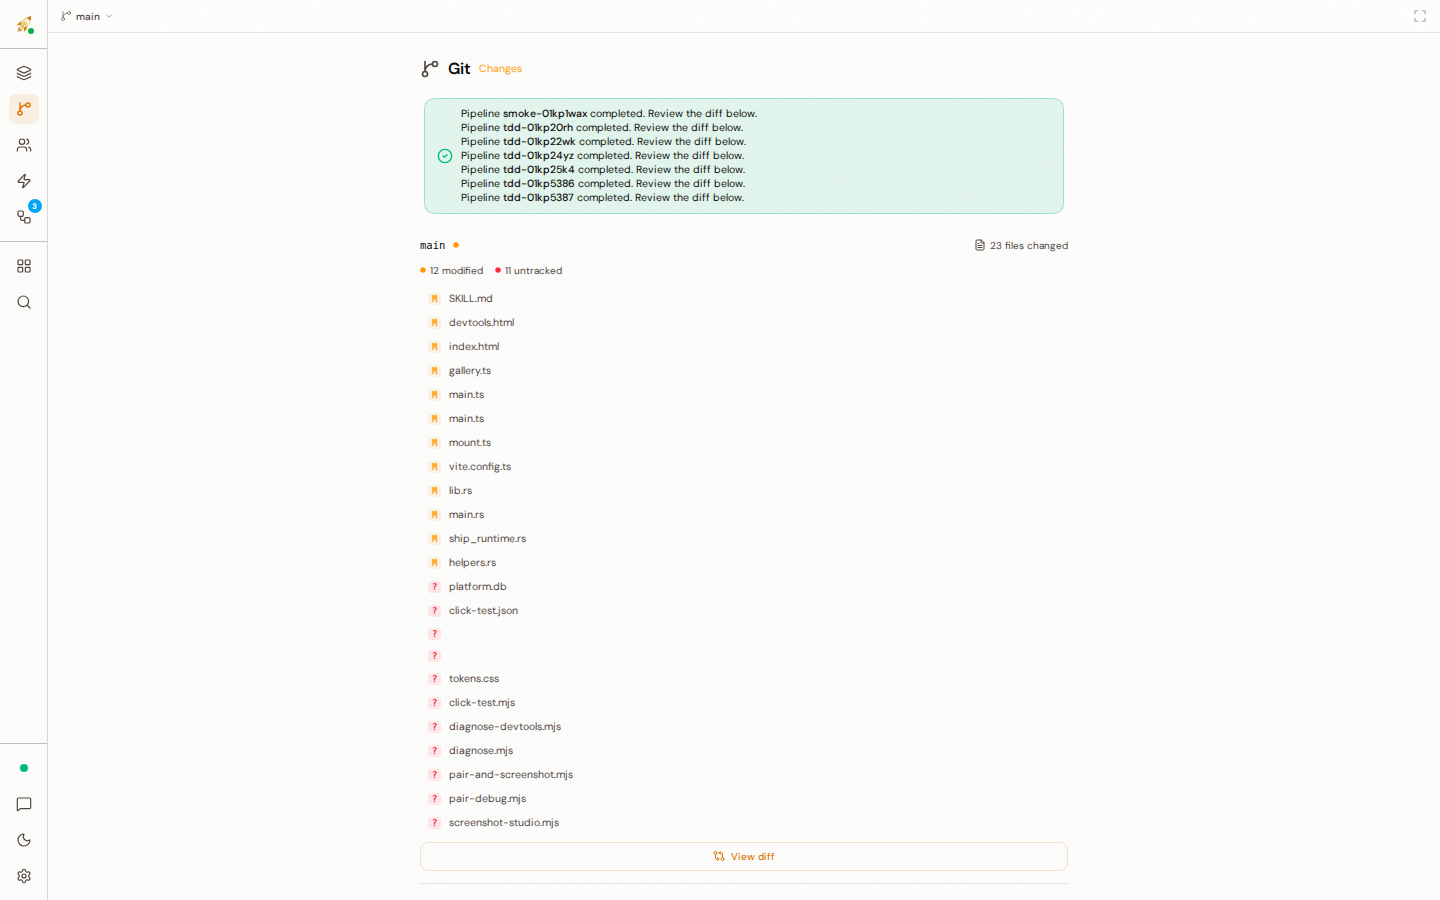 main
Git Changes
Pipeline smoke-01kp1wax completed. Review the diff below.
Pipeline tdd-01kp20rh completed. Review the diff below.
Pipeline tdd-01kp22wk completed. Review the diff below.
Pipeline tdd-01kp24yz completed. Review the diff below.
Pipeline tdd-01kp25k4 completed. Review the diff below.
Pipeline tdd-01kp5386 completed. Review the diff below.
Pipeline tdd-01kp5387 completed. Review the diff below.
3
main 23 files changed
12 modified 11 untracked
M SKILL.md
M devtools.html
M index.html
M gallery.ts
M main.ts
M main.ts
M mount.ts
M vite.config.ts
M lib.rs
M main.rs
M ship_runtime.rs
M helpers.rs
? platform.db
? click-test.json
?
?
? tokens.css
? click-test.mjs
? diagnose-devtools.mjs
? diagnose.mjs
? pair-and-screenshot.mjs
? pair-debug.mjs
? screenshot-studio.mjs
View diff